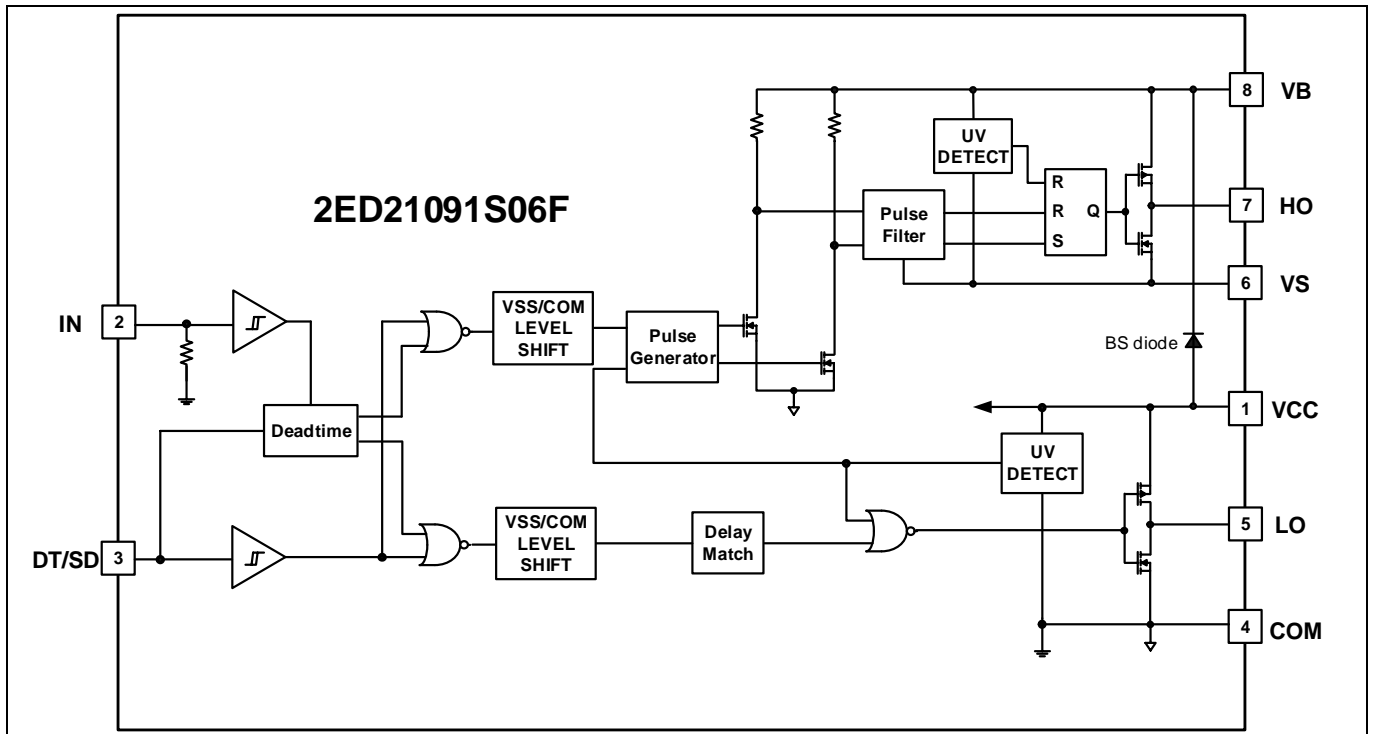 2ED21091S06F
IN
2
DT/SD
3
Deadtime
VSS/COM
LEVEL
SHIFT
VSS/COM
LEVEL
SHIFT
Pulse
Generator
Delay
Match
Pulse
Filter
UV
DETECT
R
R
S
Q
BS diode
UV
DETECT
8
VB
7
HO
6
VS
1
VCC
5
LO
4
COM